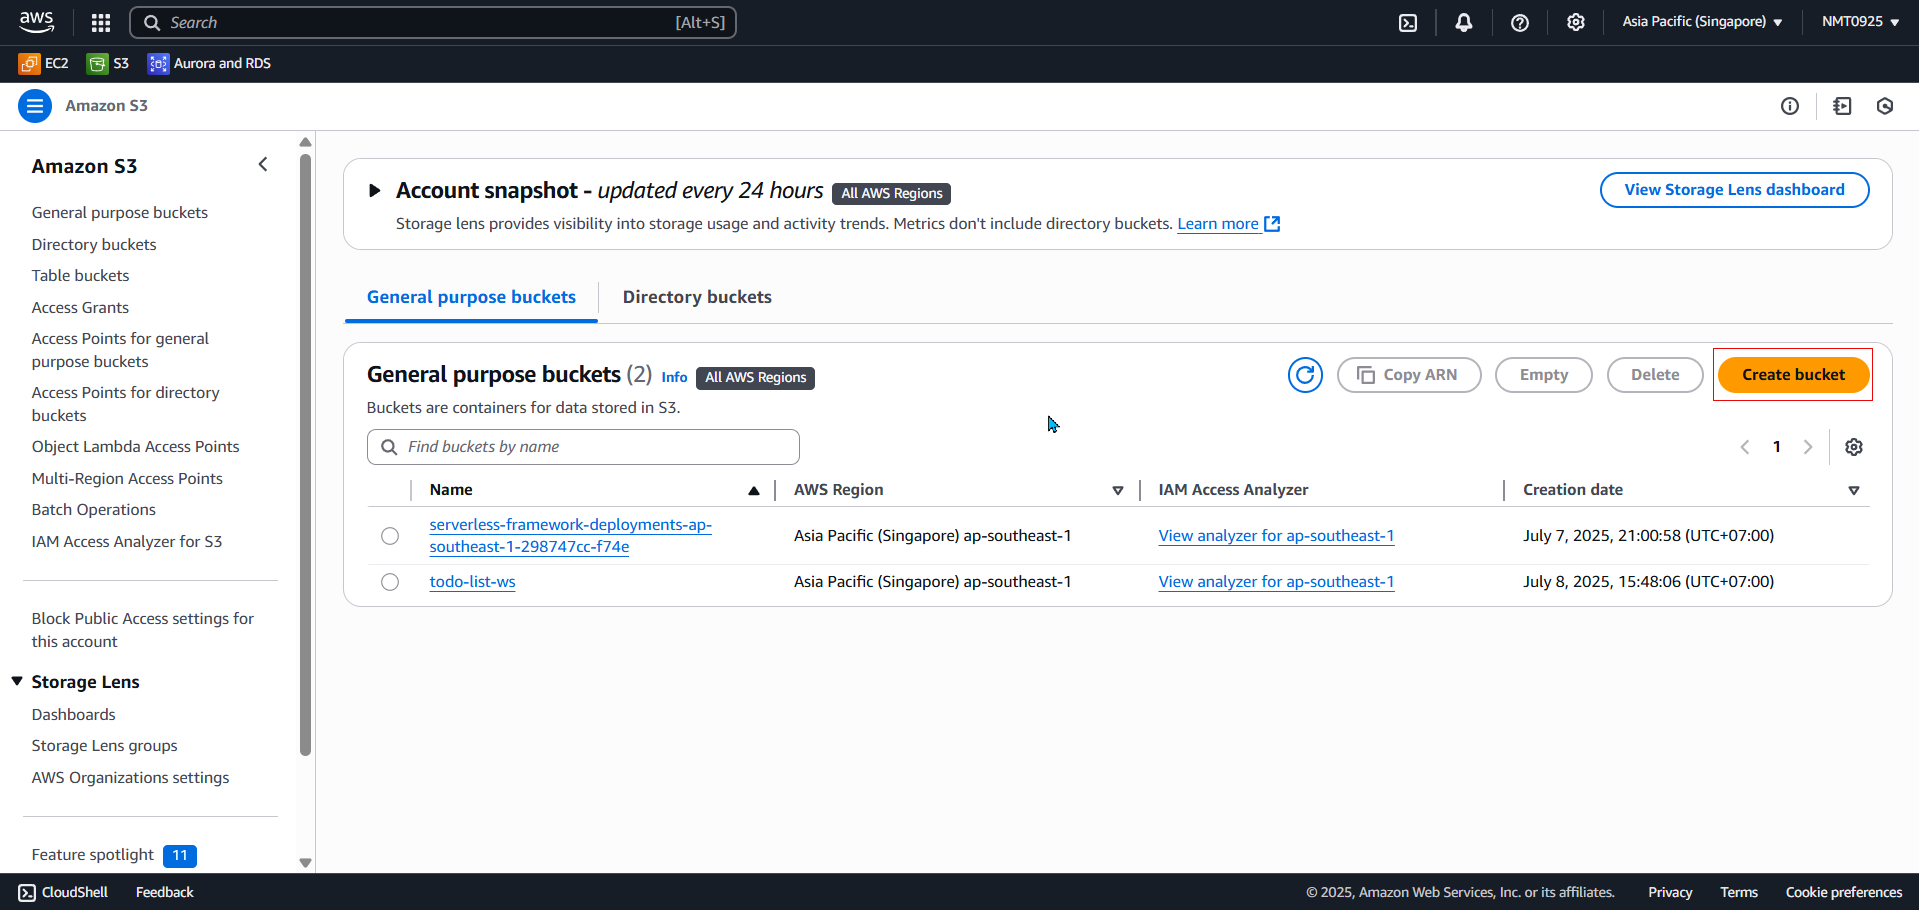 aws
Search
[Alt+S]
Asia Pacific (Singapore)
NMT0925
EC2
S3
Aurora and RDS
Amazon S3
Amazon S3
General purpose buckets
Directory buckets
Table buckets
Access Grants
Access Points for general
purpose buckets
Access Points for directory
buckets
Object Lambda Access Points
Multi-Region Access Points
Batch Operations
IAM Access Analyzer for S3
Block Public Access settings for
this account
Storage Lens
Dashboards
Storage Lens groups
AWS Organizations settings
Feature spotlight 11
Account snapshot - updated every 24 hours All AWS Regions
View Storage Lens dashboard
Storage lens provides visibility into storage usage and activity trends. Metrics don't include directory buckets. Learn more
General purpose buckets
Directory buckets
General purpose buckets (2) Info All AWS Regions
Copy ARN
Empty
Delete
Create bucket
Buckets are containers for data stored in S3.
Find buckets by name
1
Name
AWS Region
IAM Access Analyzer
Creation date
serverless-framework-deployments-ap-
southeast-1-298747cc-f74e
Asia Pacific (Singapore) ap-southeast-1
View analyzer for ap-southeast-1
July 7, 2025, 21:00:58 (UTC+07:00)
todo-list-ws
Asia Pacific (Singapore) ap-southeast-1
View analyzer for ap-southeast-1
July 8, 2025, 15:48:06 (UTC+07:00)
CloudShell
Feedback
© 2025, Amazon Web Services, Inc. or its affiliates.
Privacy
Terms
Cookie preferences